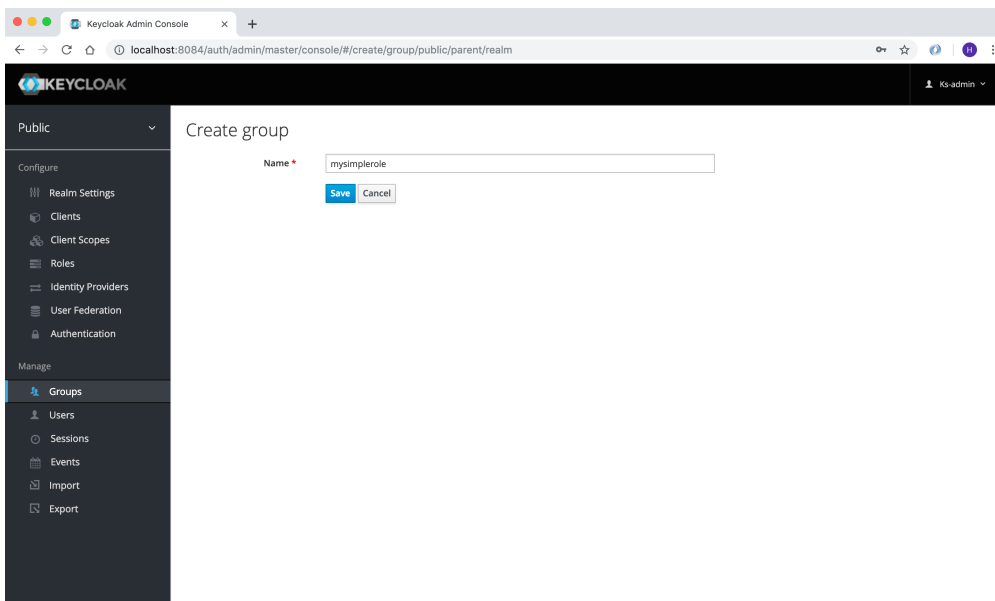 Keycloak Admin Console
localhost:8084/auth/admin/master/console/#/create/group/public/parent/realm
H
KEYCLOAK
Ks-admin
Public
Create group
Name *
mysimplerole
Save Cancel
Configure
Realm Settings
Clients
Client Scopes
Roles
Identity Providers
User Federation
Authentication
Manage
Groups
Users
Sessions
Events
Import
Export